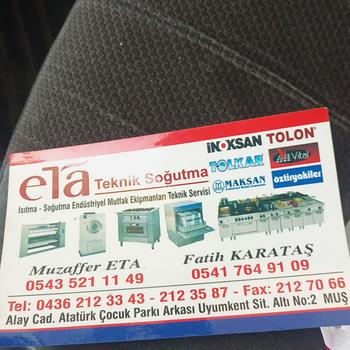 İNOXSAN TOLON®
eta Teknik Soğutma
TOLKAR Vital
MAKSAN öztiryakiler
Isıtma - Soğutma Endüstriyel Mutfak Ekipmanları Teknik Servisi
Muzaffer ETA Fatih KARATAŞ
0543 521 11 49 0541 764 91 09
Tel: 0436 212 33 43 - 212 35 87 - Fax: 212 70 66
Alay Cad. Atatürk Çocuk Parkı Arkası Uyumkent Sit. Altı No:2 MUŞ